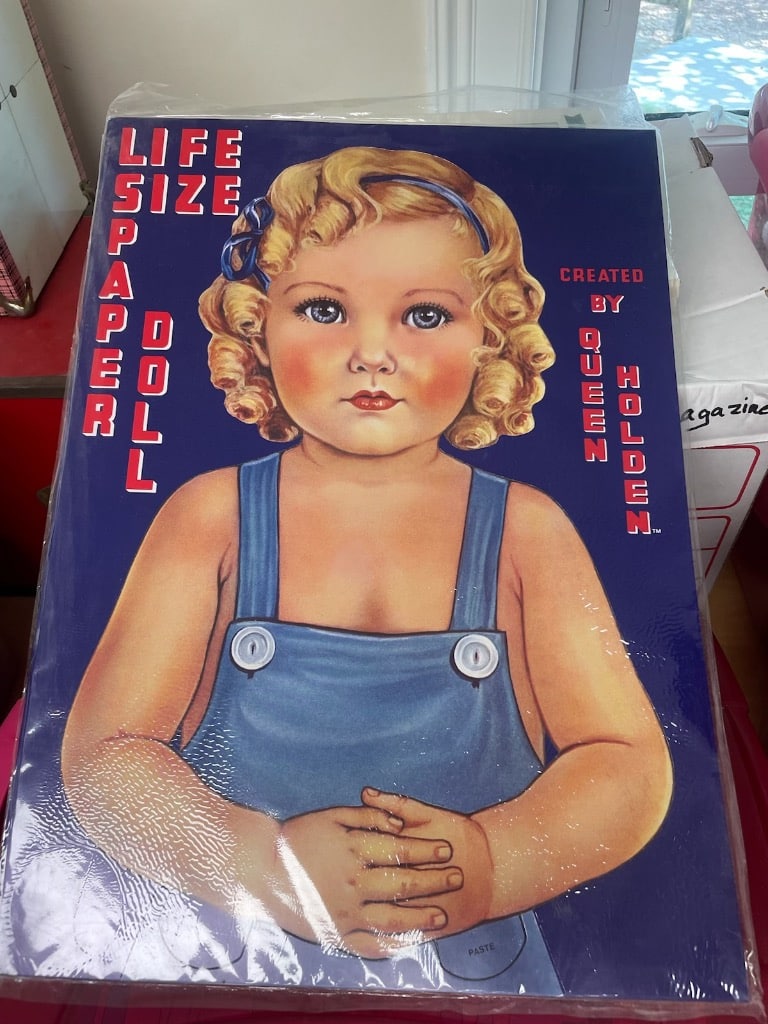 LIFE
SIZE
PAPER
DOLL
CREATED
BY
QUEEN
HOLDEN™
agazine
PASTE